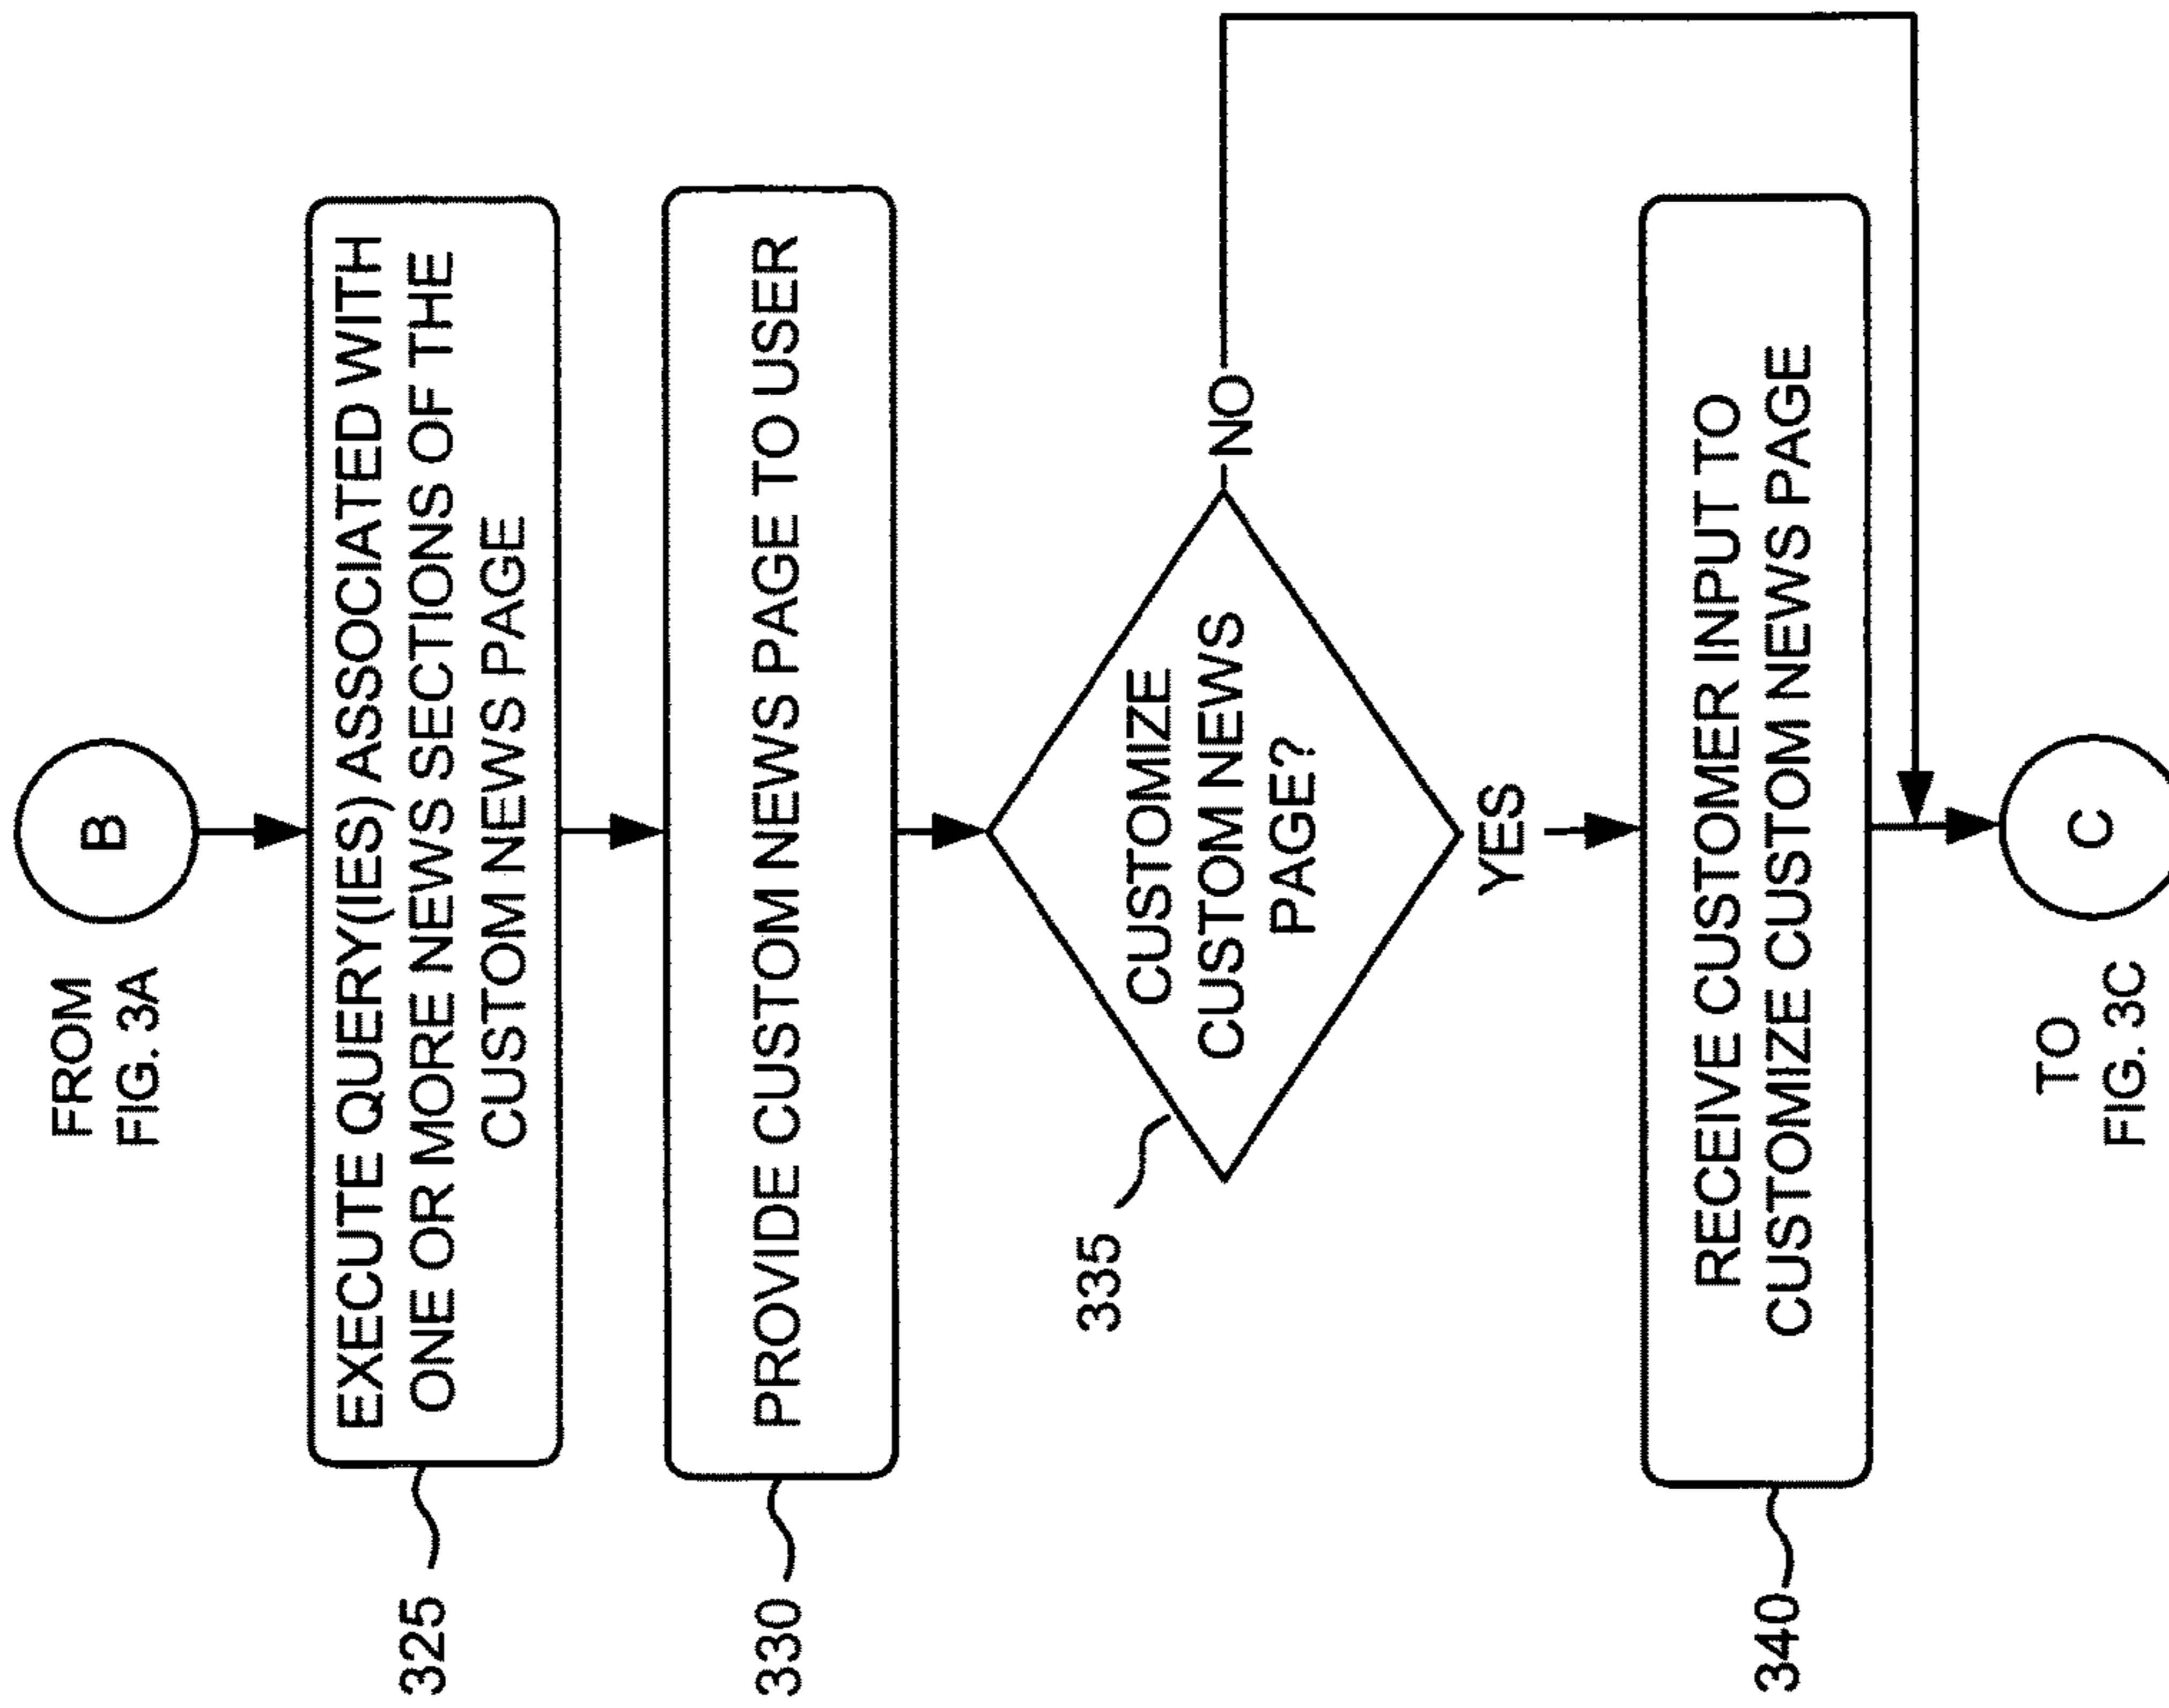 FROM
FIG. 3A
B
325
EXECUTE QUERY(IES) ASSOCIATED WITH
ONE OR MORE NEWS SECTIONS OF THE
CUSTOM NEWS PAGE
330
PROVIDE CUSTOM NEWS PAGE TO USER
335
CUSTOMIZE
CUSTOM NEWS
PAGE?
NO
YES
340
RECEIVE CUSTOMER INPUT TO
CUSTOMIZE CUSTOM NEWS PAGE
TO
FIG. 3C
C